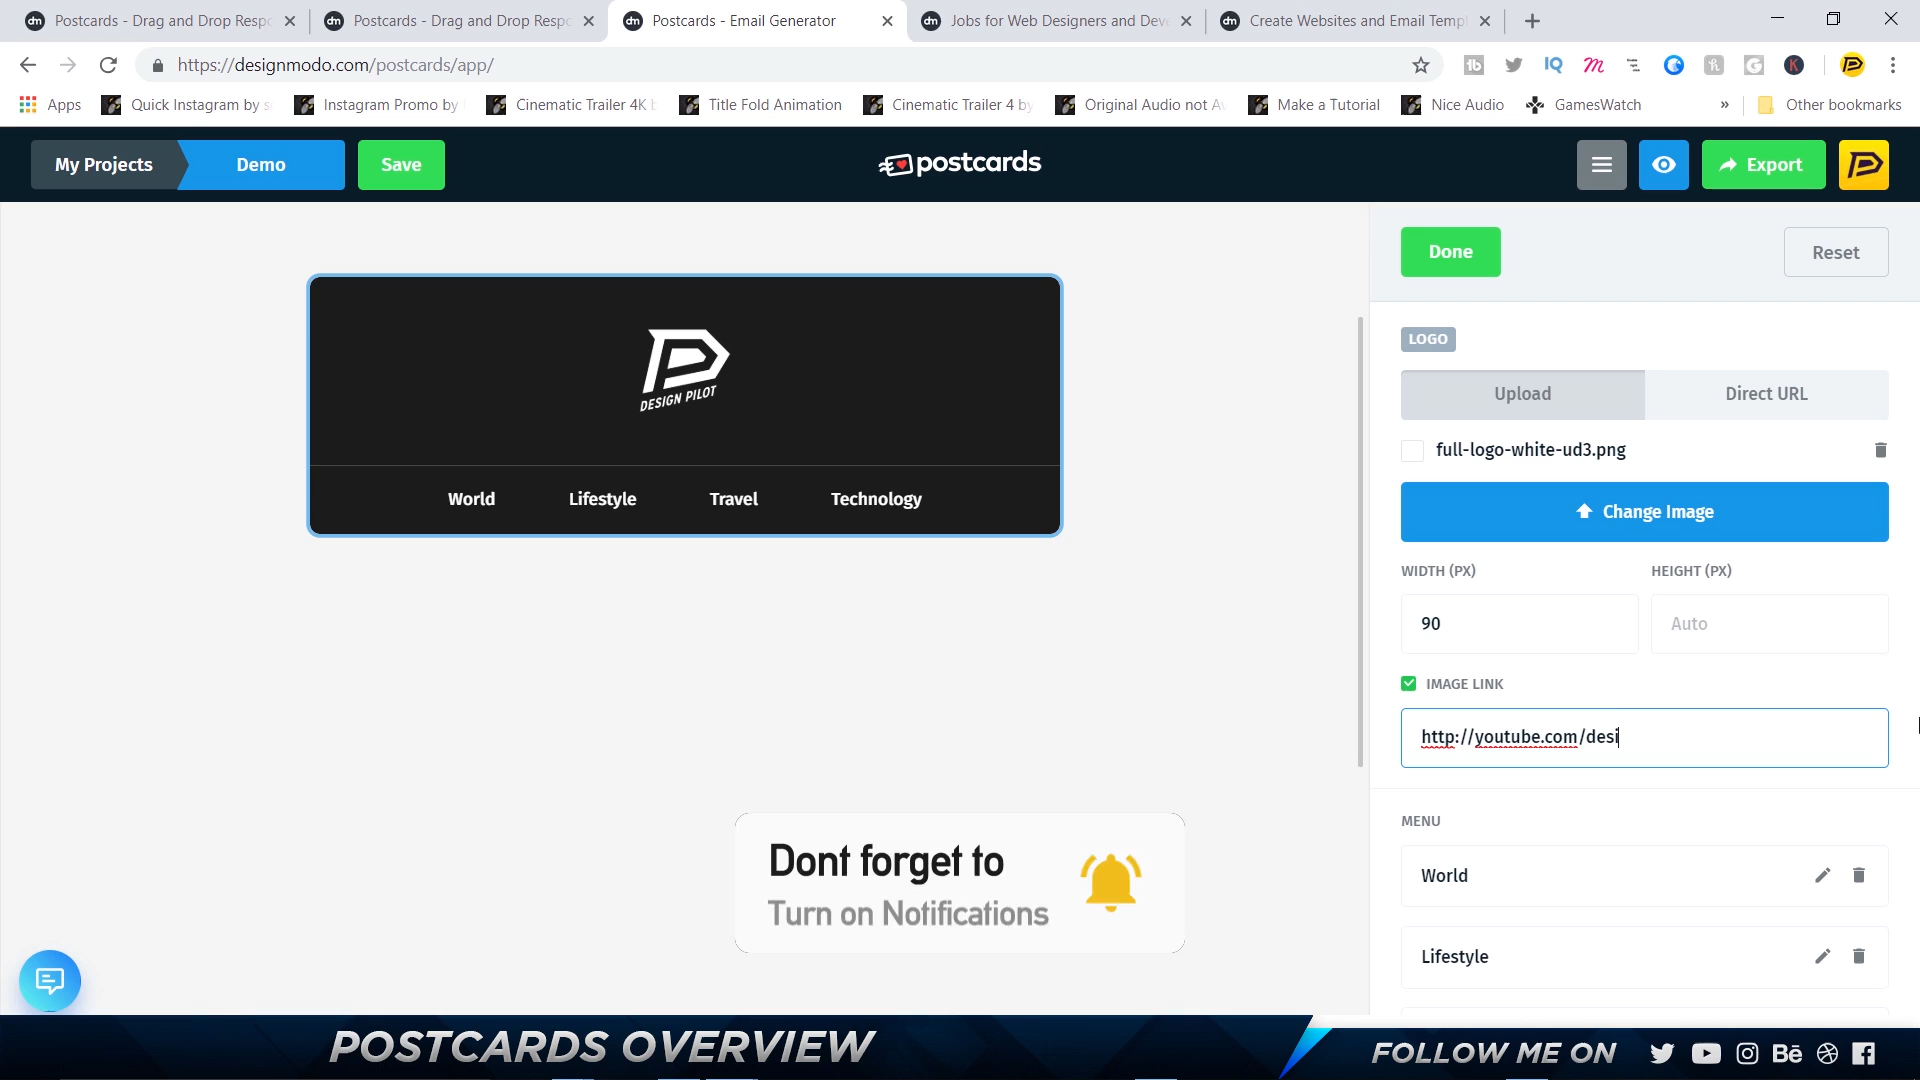 Postcards - Drag and Drop Respo
Postcards - Drag and Drop Respo
Postcards - Email Generator
Jobs for Web Designers and Deve
Create Websites and Email Templ
https://designmodo.com/postcards/app/
Apps
Quick Instagram by s
Instagram Promo by
Cinematic Trailer 4K b
Title Fold Animation
Cinematic Trailer 4 by
Original Audio not Av
Make a Tutorial
Nice Audio
GamesWatch
»
Other bookmarks
My Projects
Demo
Save
postcards
Export
Done
Reset
LOGO
Upload
Direct URL
full-logo-white-ud3.png
Change Image
WIDTH (PX)
HEIGHT (PX)
90
Auto
IMAGE LINK
http://youtube.com/desi
MENU
World
Lifestyle
DESIGN PILOT
World
Lifestyle
Travel
Technology
Dont forget to
Turn on Notifications
POSTCARDS OVERVIEW
FOLLOW ME ON